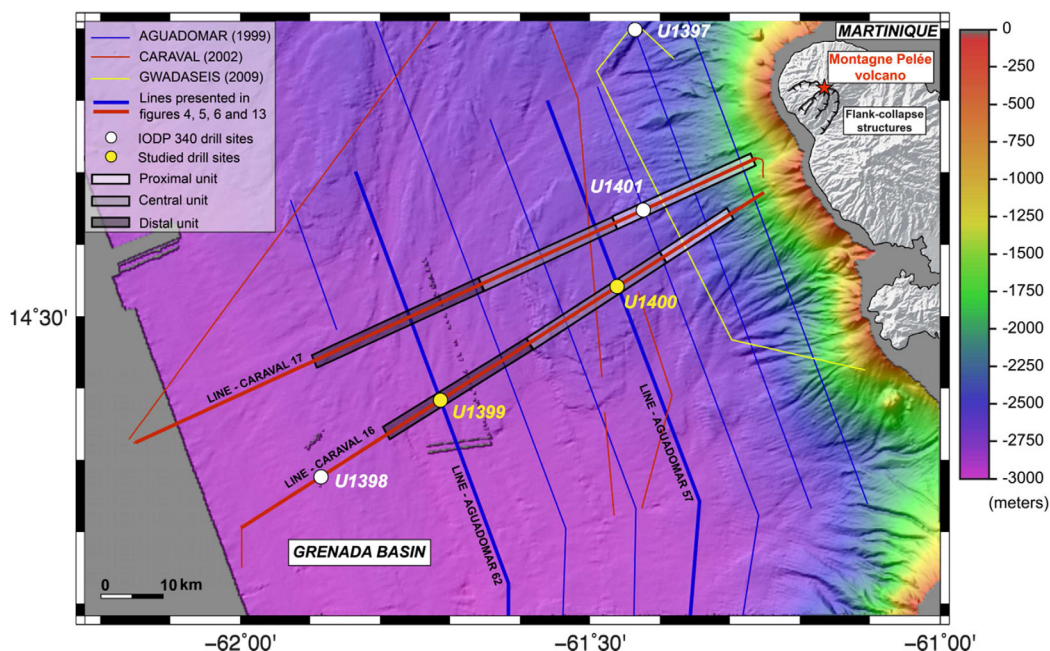 AGUADOMAR (1999)
CARAVAL (2002)
GWADASEIS (2009)
Lines presented in
figures 4, 5, 6 and 13
IODP 340 drill sites
Studied drill sites
Proximal unit
Central unit
Distal unit
U1397
MARTINIQUE
Montagne Pelée
volcano
Flank-collapse
structures
U1401
U1400
U1399
U1398
LINE - CARAVAL 17
LINE - CARAVAL 16
LINE - AGUADOMAR 62
LINE - AGUADOMAR 57
GRENADA BASIN
0 10 km
14°30'
−62°00'
−61°30'
−61°00'
0
−250
−500
−750
−1000
−1250
−1500
−1750
−2000
−2250
−2500
−2750
−3000
(meters)